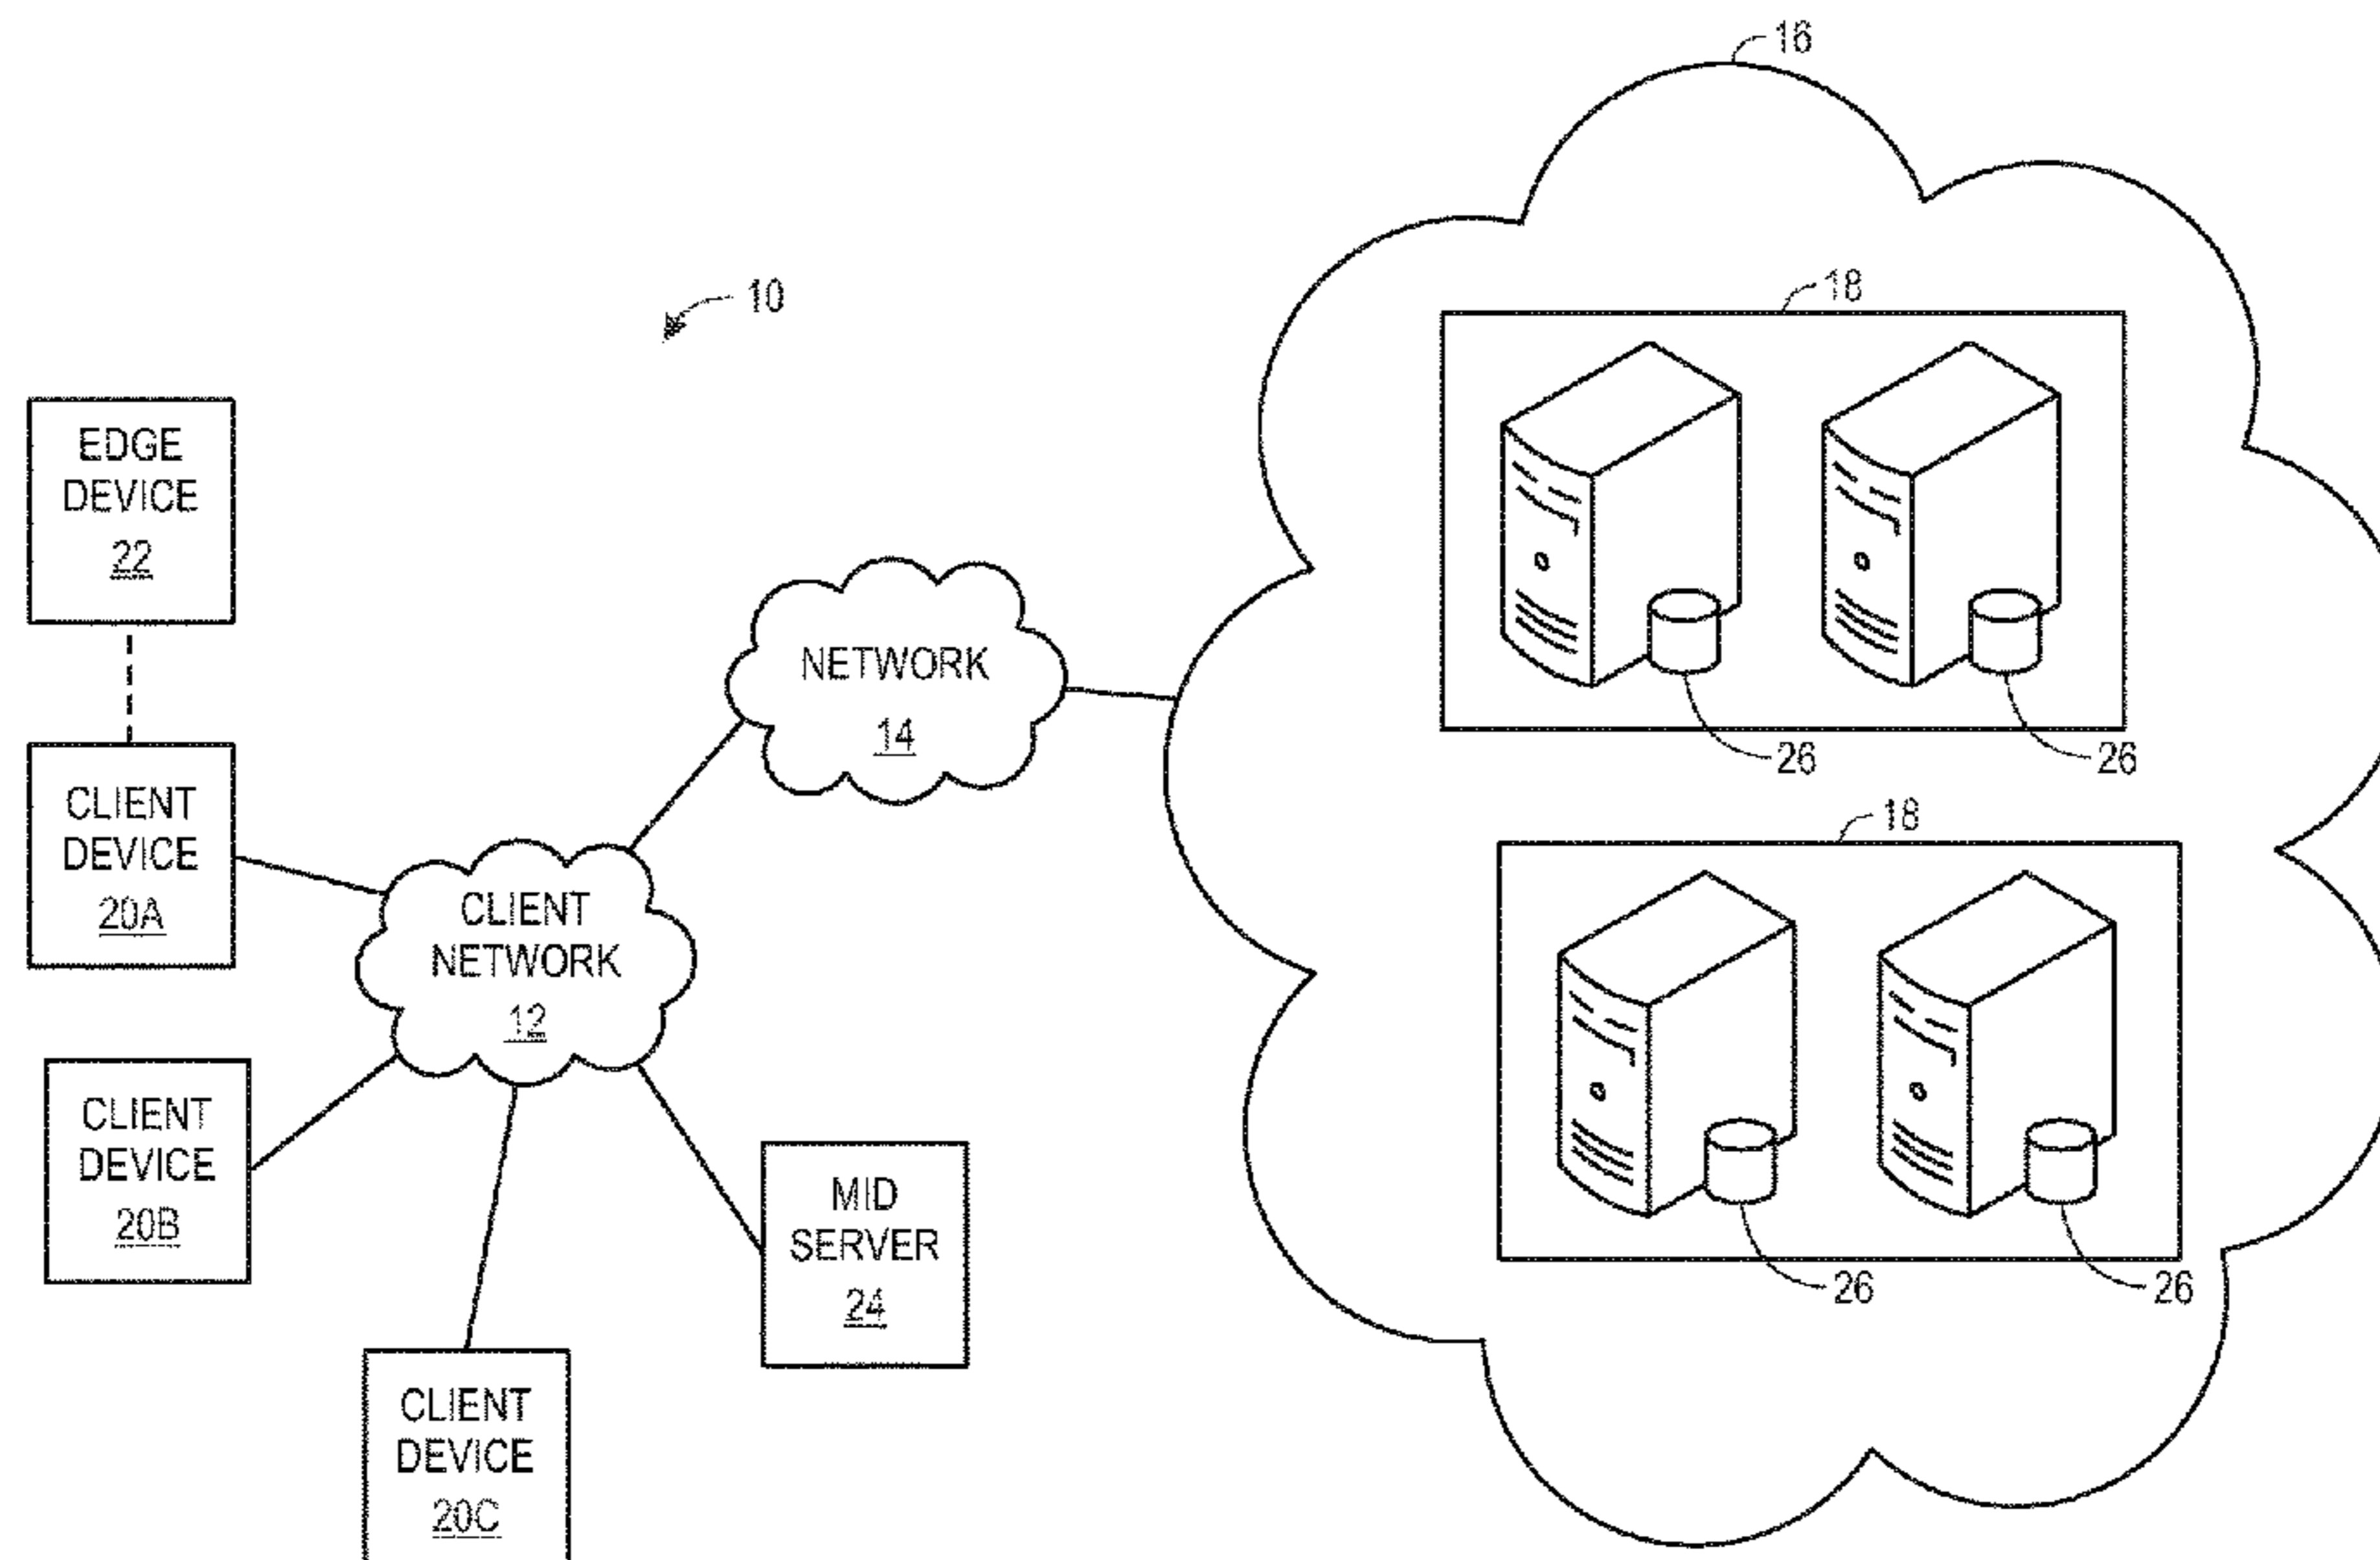 16
18
10
EDGE
DEVICE
22
NETWORK
14
26
26
CLIENT
DEVICE
20A
18
CLIENT
NETWORK
12
CLIENT
DEVICE
20B
MID
SERVER
24
26
26
CLIENT
DEVICE
20C